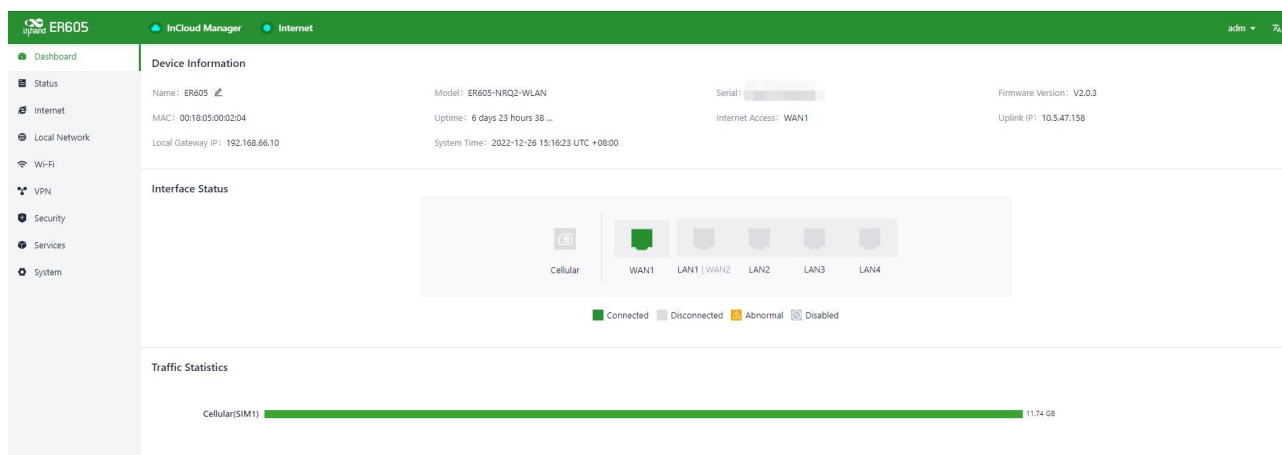 inhand ER605 InCloud Manager Internet adm
Dashboard
Status
Internet
Local Network
Wi-Fi
VPN
Security
Services
System
Device Information
Name: ER605 Model: ER605-NRQ2-WLAN Serial: Firmware Version: V2.0.3
MAC: 00:18:05:00:02:04 Uptime: 6 days 23 hours 38 ... Internet Access: WAN1 Uplink IP: 10.5.47.158
Local Gateway IP: 192.168.66.10 System Time: 2022-12-26 15:16:23 UTC +08:00
Interface Status
Cellular WAN1 LAN1 | WAN2 LAN2 LAN3 LAN4
Connected Disconnected Abnormal Disabled
Traffic Statistics
Cellular(SIM1) 11.74 GB